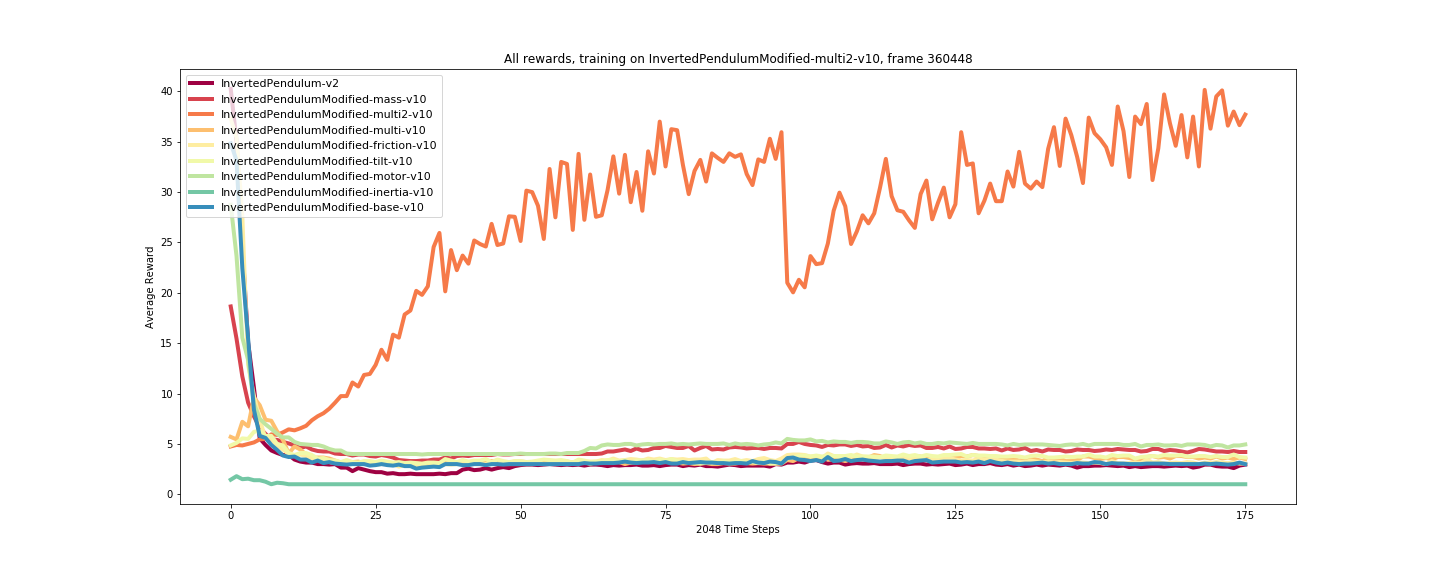 All rewards, training on InvertedPendulumModified-multi2-v10, frame 360448
InvertedPendulum-v2
InvertedPendulumModified-mass-v10
InvertedPendulumModified-multi2-v10
InvertedPendulumModified-multi-v10
InvertedPendulumModified-friction-v10
InvertedPendulumModified-tilt-v10
InvertedPendulumModified-motor-v10
InvertedPendulumModified-inertia-v10
InvertedPendulumModified-base-v10
Average Reward
40
35
30
25
20
15
10
5
0
0 25 50 75 100 125 150 175
2048 Time Steps